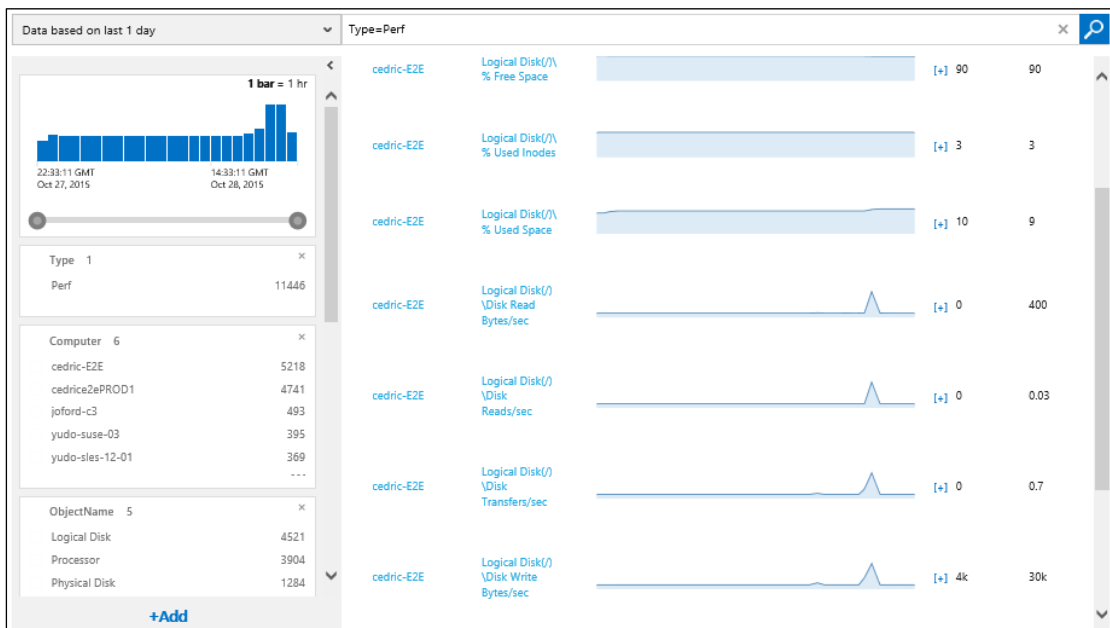 Data based on last 1 day
Type=Perf
1 bar = 1 hr
22:33:11 GMT
Oct 27, 2015
14:33:11 GMT
Oct 28, 2015
Type 1
Perf 11446
Computer 6
cedric-E2E 5218
cedrice2ePROD1 4741
joford-c3 493
yudo-suse-03 395
yudo-sles-12-01 369
---
ObjectName 5
Logical Disk 4521
Processor 3904
Physical Disk 1284
+Add
cedric-E2E
Logical Disk(/)\
% Free Space
[+] 90
90
cedric-E2E
Logical Disk(/)\
% Used Inodes
[+] 3
3
cedric-E2E
Logical Disk(/)\
% Used Space
[+] 10
9
cedric-E2E
Logical Disk(/)
\Disk Read
Bytes/sec
[+] 0
400
cedric-E2E
Logical Disk(/)
\Disk
Reads/sec
[+] 0
0.03
cedric-E2E
Logical Disk(/)
\Disk
Transfers/sec
[+] 0
0.7
cedric-E2E
Logical Disk(/)
\Disk Write
Bytes/sec
[+] 4k
30k